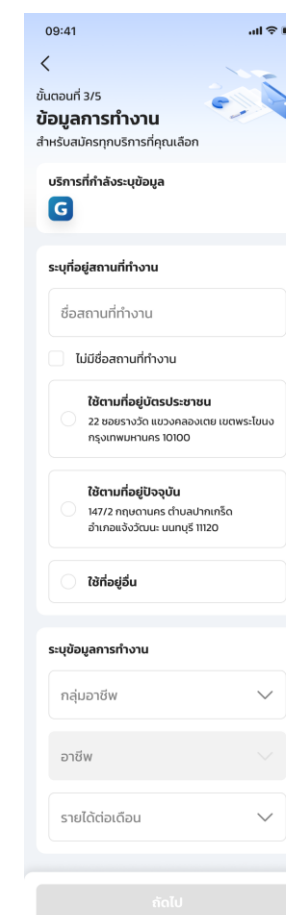 09:41
ขั้นตอนที่ 3/5
ข้อมูลการทำงาน
สำหรับสมัครทุกบริการที่คุณเลือก
บริการที่กำลังระบุข้อมูล
G
ระบุที่อยู่สถานที่ทำงาน
ชื่อสถานที่ทำงาน
ไม่มีชื่อสถานที่ทำงาน
ใช้ตามที่อยู่บัตรประชาชน
22 ซอยรางวัด แขวงคลองเตย เขตพระโขนง
กรุงเทพมหานคร 10100
ใช้ตามที่อยู่ปัจจุบัน
147/2 กฤษดานคร ตำบลปากเกร็ด
อำเภอแจ้งวัฒนะ นนทบุรี 11120
ใช้ที่อยู่อื่น
ระบุข้อมูลการทำงาน
กลุ่มอาชีพ
อาชีพ
รายได้ต่อเดือน
ถัดไป